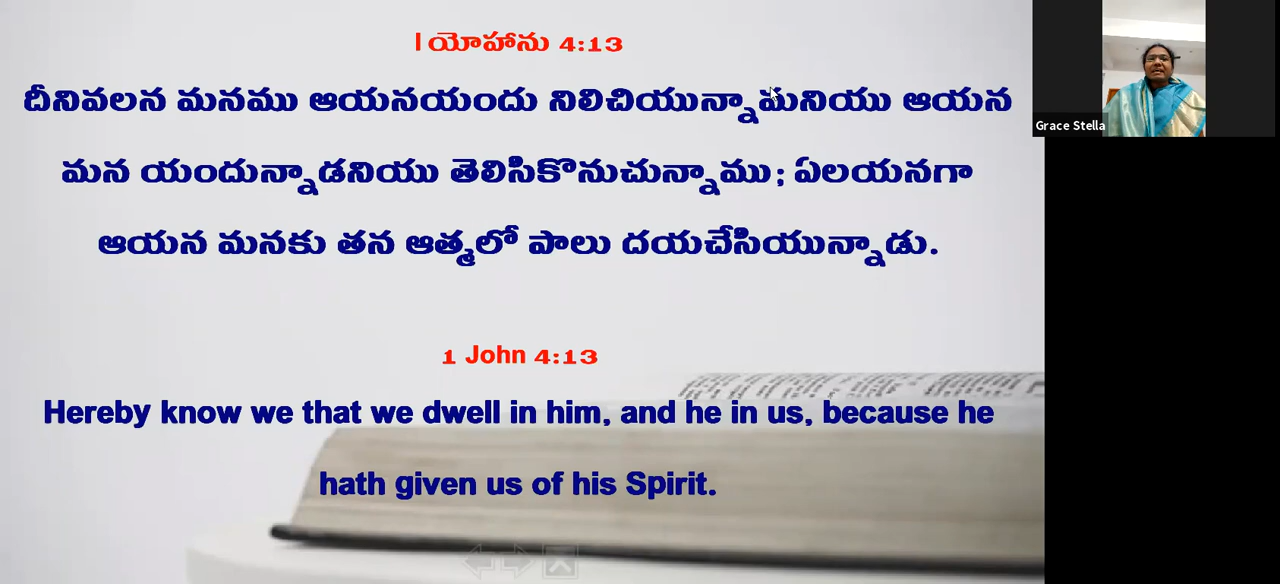 I యోహాను 4:13
దీనివలన మనము ఆయనయందు నిలిచియున్నామనియు ఆయన
మన యందున్నాడనియు తెలిసికొనుచున్నాము; ఏలయనగా
ఆయన మనకు తన ఆత్మలో పాలు దయచేసియున్నాడు.
1 John 4:13
Hereby know we that we dwell in him, and he in us, because he
hath given us of his Spirit.
Grace Stella